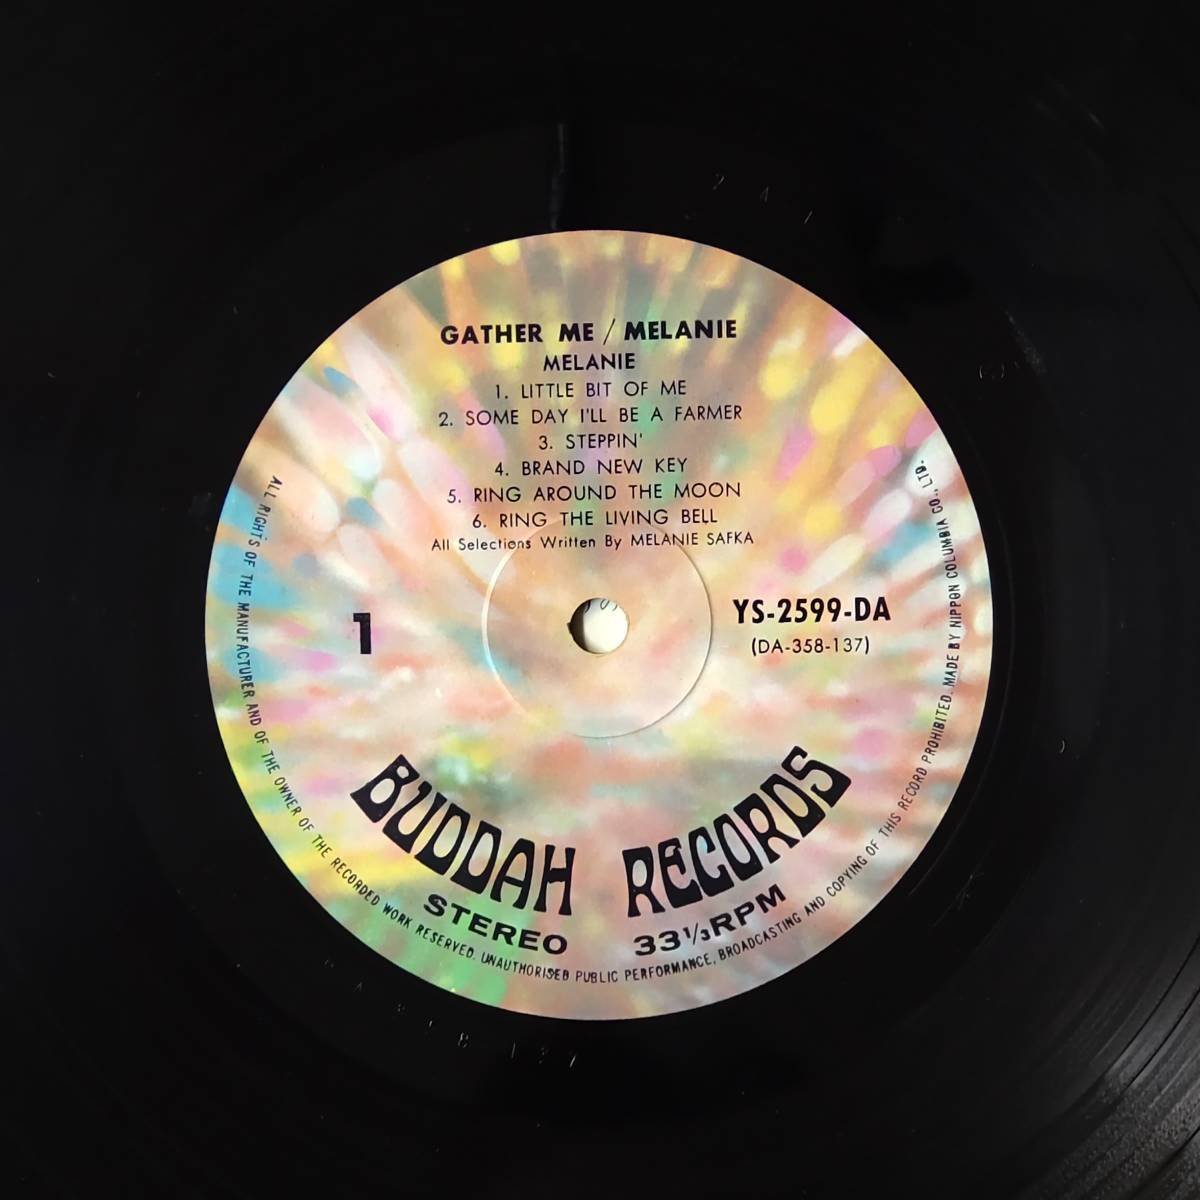 GATHER ME / MELANIE
MELANIE
1. LITTLE BIT OF ME
2. SOME DAY I'LL BE A FARMER
3. STEPPIN'
4. BRAND NEW KEY
5. RING AROUND THE MOON
6. RING THE LIVING BELL
All Selections Written By MELANIE SAFKA
1
YS-2599-DA
(DA-358-137)
BUDDAH RECORDS
STEREO 33 1/3 RPM
ALL RIGHTS OF THE MANUFACTURER AND OF THE OWNER OF THE RECORDED WORK RESERVED. UNAUTHORISED PUBLIC PERFORMANCE, BROADCASTING AND COPYING OF THIS RECORD PROHIBITED. MADE BY NIPPON COLUMBIA CO., LTD.